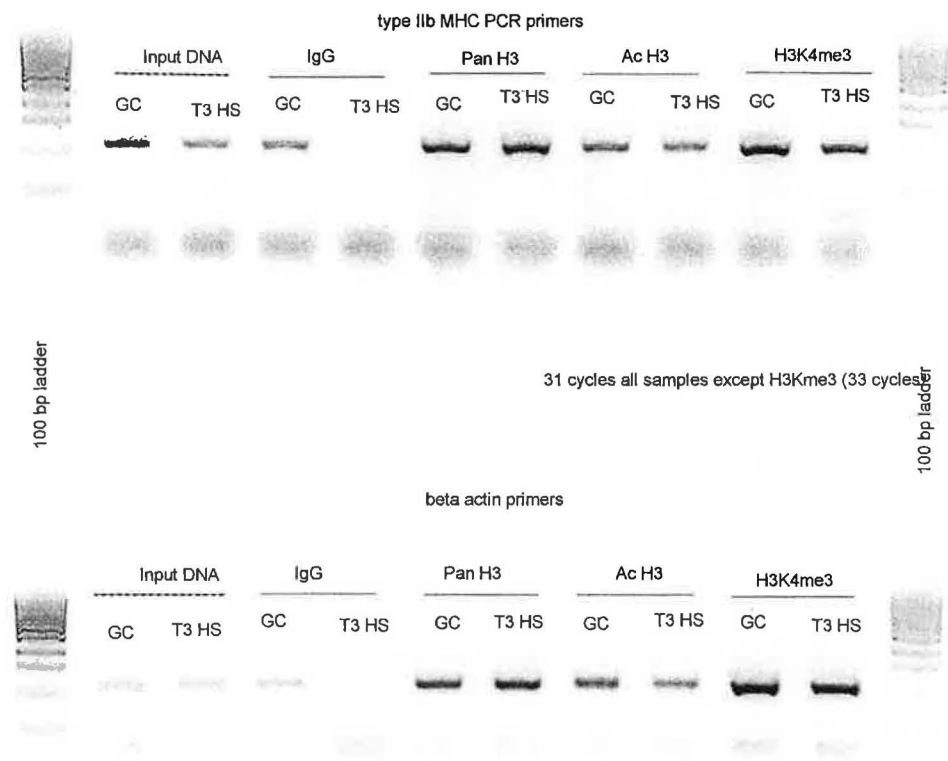 type IIb MHC PCR primers
Input DNA IgG Pan H3 Ac H3 H3K4me3
GC T3 HS GC T3 HS GC T3 HS GC T3 HS GC T3 HS
100 bp ladder
31 cycles all samples except H3Kme3 (33 cycles
100 bp ladder
beta actin primers
Input DNA IgG Pan H3 Ac H3 H3K4me3
GC T3 HS GC T3 HS GC T3 HS GC T3 HS GC T3 HS